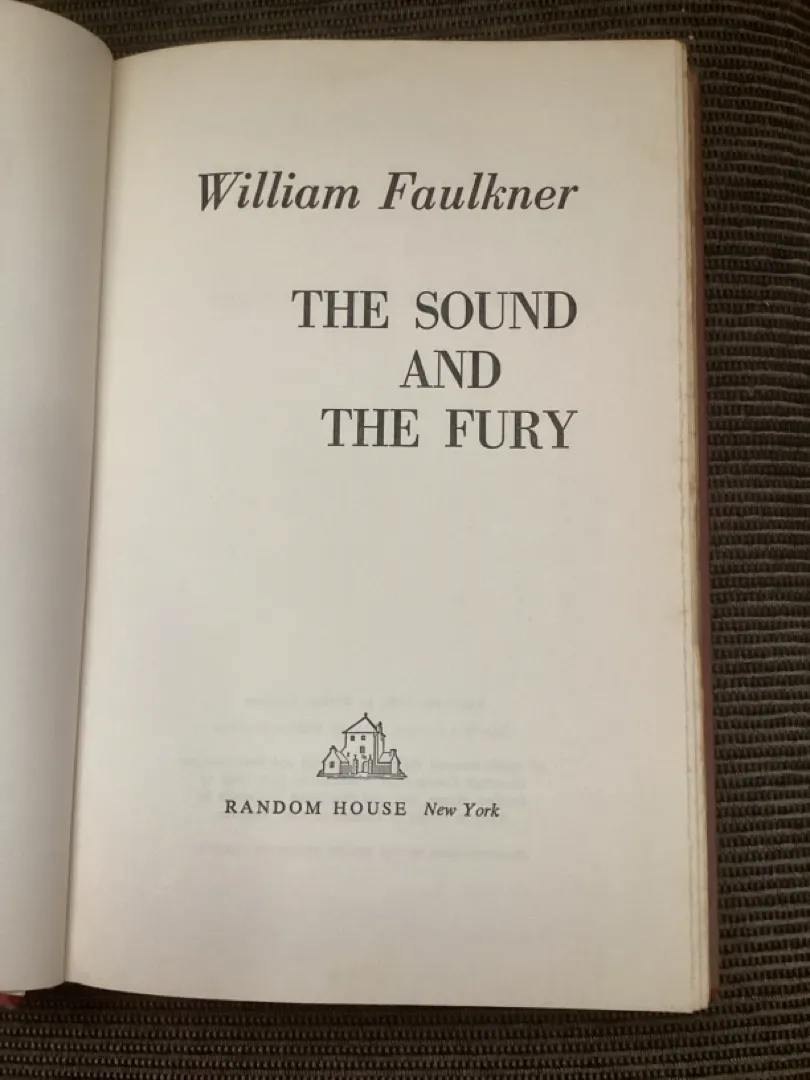 William Faulkner
THE SOUND
AND
THE FURY
RANDOM HOUSE New York